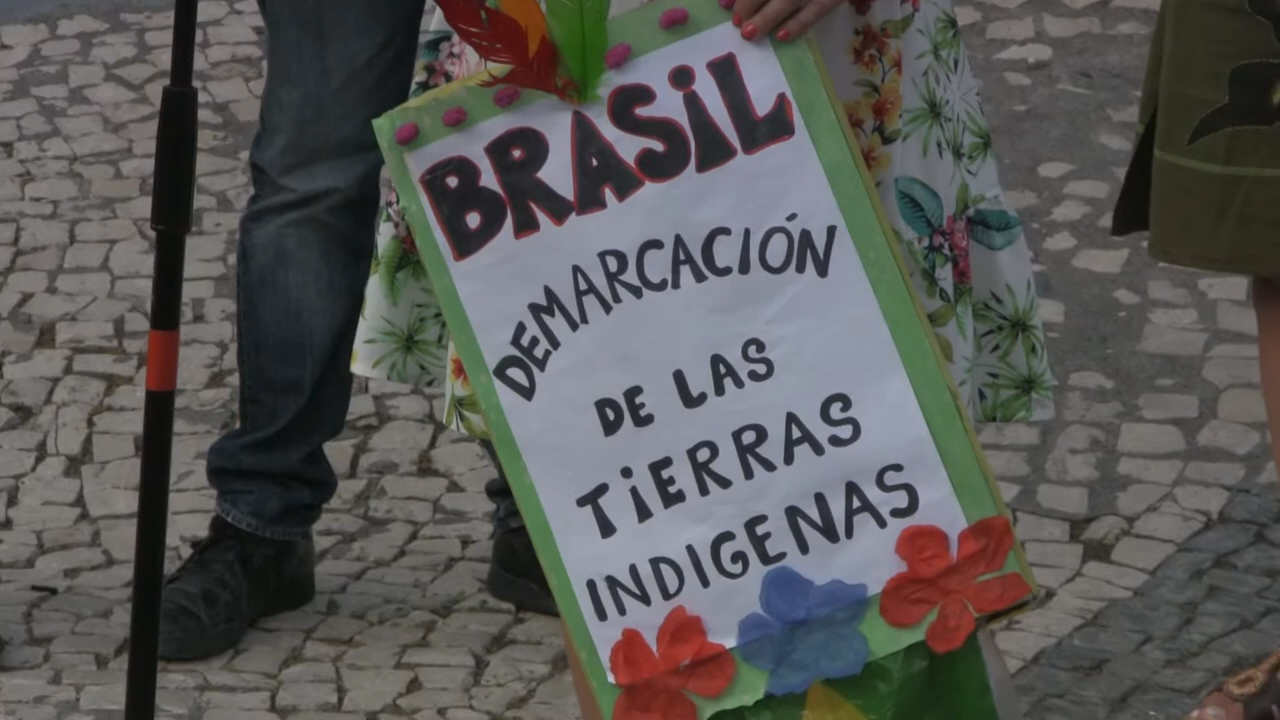 BRASiL
DEMARCACIÓN
DE LAS
TiERRAS
INDIGENAS